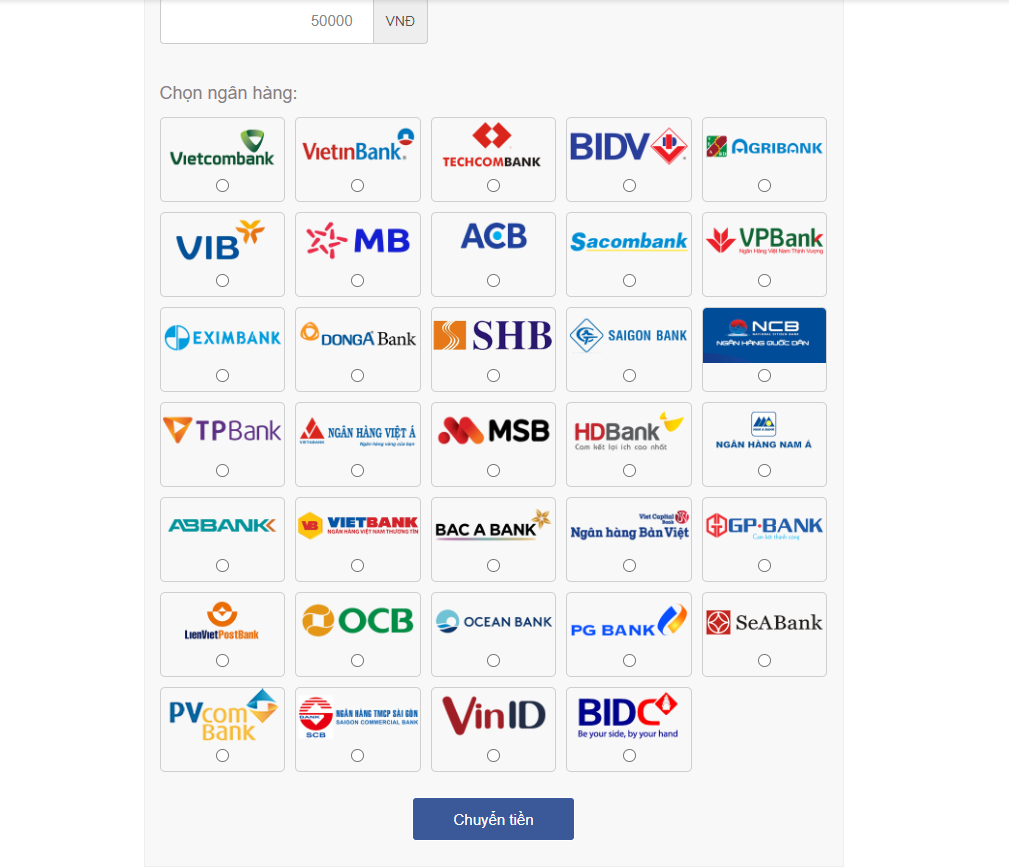 50000 VNĐ
Chọn ngân hàng:
Vietcombank
VietinBank
TECHCOMBANK
BIDV
AGRIBANK
VIB
MB
ACB
Sacombank
VPBank
Ngân Hàng Việt Nam Thịnh Vượng
EXIMBANK
DONGA Bank
SHB
SAIGON BANK
NCB
NATIONAL CITIZEN BANK
NGÂN HÀNG QUỐC DÂN
TPBank
NGÂN HÀNG VIỆT Á
VIETABANK
Ngân hàng vàng của bạn
MSB
HDBank
Cam kết lợi ích cao nhất
NGÂN HÀNG NAM Á
ABBANK
VB VIETBANK
NGÂN HÀNG VIỆT NAM THƯƠNG TÍN
BAC A BANK
Viet Capital
Bank
Ngân hàng Bản Việt
GP.BANK
LienVietPostBank
OCB
OCEAN BANK
PG BANK
SeABank
PVcom
Bank
BANK
SCB
NGÂN HÀNG TMCP SÀI GÒN
SAIGON COMMERCIAL BANK
VinID
BIDC
Be your side, by your hand
Chuyển tiền